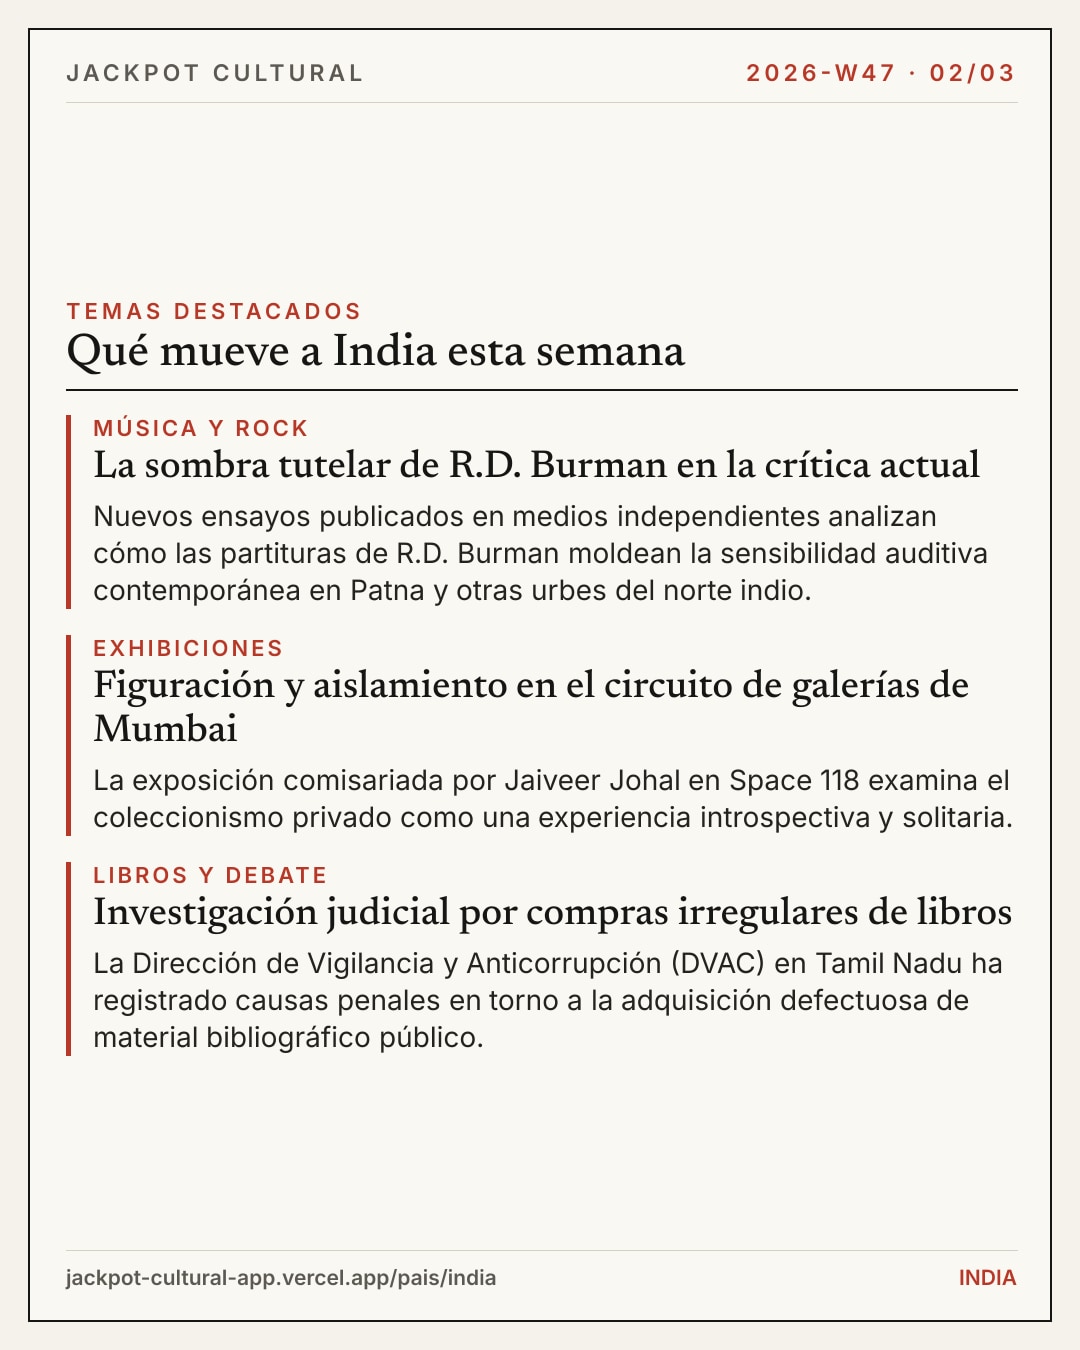 JACKPOT CULTURAL
2026-W47 · 02/03
TEMAS DESTACADOS
Qué mueve a India esta semana
MÚSICA Y ROCK
La sombra tutelar de R.D. Burman en la crítica actual
Nuevos ensayos publicados en medios independientes analizan
cómo las partituras de R.D. Burman moldean la sensibilidad auditiva
contemporánea en Patna y otras urbes del norte indio.
EXHIBICIONES
Figuración y aislamiento en el circuito de galerías de
Mumbai
La exposición comisariada por Jaiveer Johal en Space 118 examina el
coleccionismo privado como una experiencia introspectiva y solitaria.
LIBROS Y DEBATE
Investigación judicial por compras irregulares de libros
La Dirección de Vigilancia y Anticorrupción (DVAC) en Tamil Nadu ha
registrado causas penales en torno a la adquisición defectuosa de
material bibliográfico público.
jackpot-cultural-app.vercel.app/pais/india
INDIA